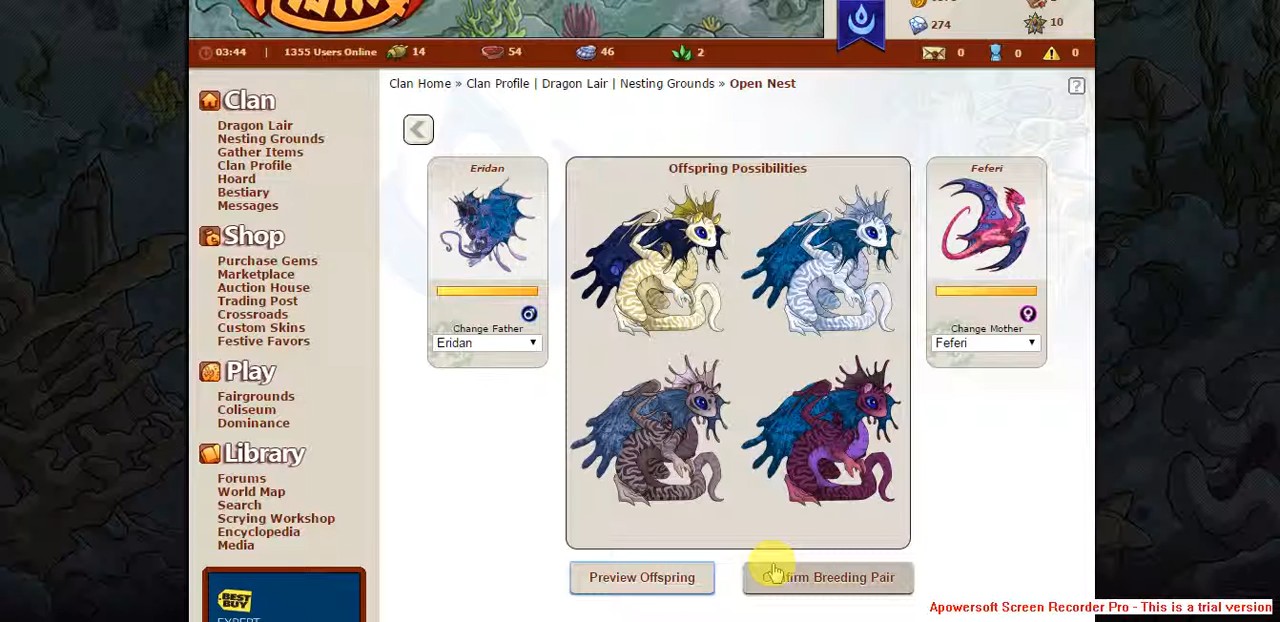 274
10
03:44 | 1355 Users Online 14 54 46 2 0 0 0
Clan Home » Clan Profile | Dragon Lair | Nesting Grounds » Open Nest
?
Clan
Dragon Lair
Nesting Grounds
Gather Items
Clan Profile
Hoard
Bestiary
Messages
Shop
Purchase Gems
Marketplace
Auction House
Trading Post
Crossroads
Custom Skins
Festive Favors
Play
Fairgrounds
Coliseum
Dominance
Library
Forums
World Map
Search
Scrying Workshop
Encyclopedia
Media
BEST BUY
Eridan
Change Father
Eridan
Offspring Possibilities
Preview Offspring
Confirm Breeding Pair
Feferi
Change Mother
Feferi
Apowersoft Screen Recorder Pro - This is a trial version